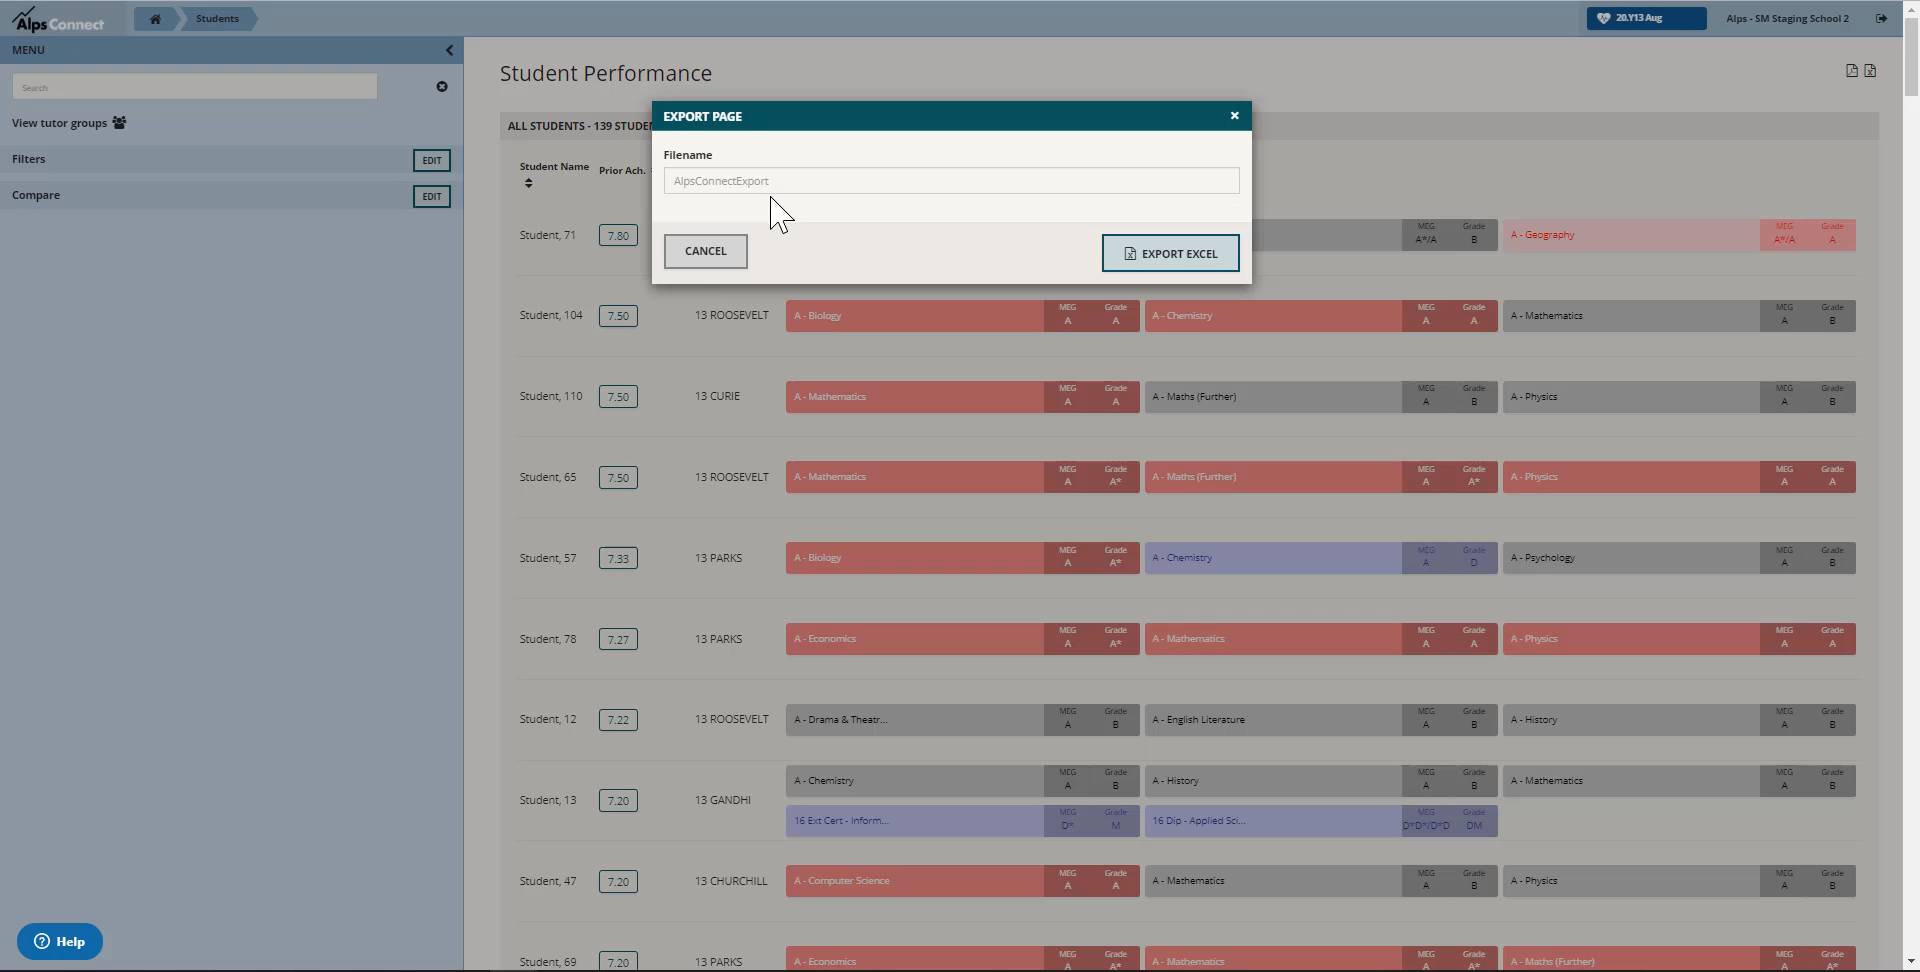 Alps Connect
Students
20.Y13 Aug
Alps - SM Staging School 2
MENU
Search
View tutor groups
Filters
EDIT
Compare
EDIT
Student Performance
ALL STUDENTS - 139 STUDE
EXPORT PAGE
Filename
AlpsConnectExport
CANCEL
EXPORT EXCEL
Student Name
Prior Ach.
Student, 71 7.80 MEG A*/A Grade B A - Geography MEG A*/A Grade A
Student, 104 7.50 13 ROOSEVELT A - Biology MEG A Grade A A - Chemistry MEG A Grade A A - Mathematics MEG A Grade B
Student, 110 7.50 13 CURIE A - Mathematics MEG A Grade A A - Maths (Further) MEG A Grade B A - Physics MEG A Grade B
Student, 65 7.50 13 ROOSEVELT A - Mathematics MEG A Grade A* A - Maths (Further) MEG A Grade A* A - Physics MEG A Grade A
Student, 57 7.33 13 PARKS A - Biology MEG A Grade A* A - Chemistry MEG A Grade D A - Psychology MEG A Grade B
Student, 78 7.27 13 PARKS A - Economics MEG A Grade A* A - Mathematics MEG A Grade A A - Physics MEG A Grade A
Student, 12 7.22 13 ROOSEVELT A - Drama & Theatr... MEG A Grade B A - English Literature MEG A Grade B A - History MEG A Grade B
Student, 13 7.20 13 GANDHI A - Chemistry MEG A Grade B A - History MEG A Grade B A - Mathematics MEG A Grade B
16 Ext Cert - Inform... MEG D* Grade M 16 Dip - Applied Sci... MEG D*D*/D*D Grade DM
Student, 47 7.20 13 CHURCHILL A - Computer Science MEG A Grade A A - Mathematics MEG A Grade B A - Physics MEG A Grade B
Student, 69 7.20 13 PARKS A - Economics MEG A Grade A* A - Mathematics MEG A Grade A* A - Maths (Further) MEG A Grade A*
Help